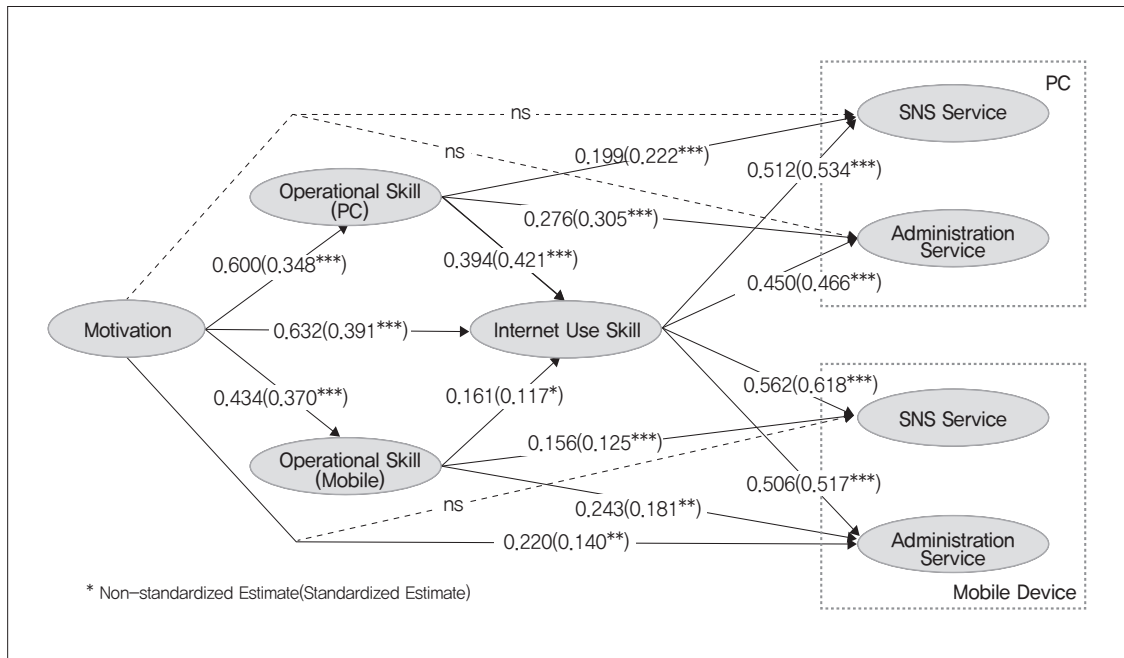 PC
SNS Service
ns
ns
0.199(0.222***)
0.512(0.534***)
Operational Skill
(PC)
0.276(0.305***)
Administration
Service
0.600(0.348***)
0.394(0.421***)
0.450(0.466***)
Motivation
0.632(0.391***)
Internet Use Skill
0.434(0.370***)
0.161(0.117*)
0.562(0.618***)
SNS Service
0.156(0.125***)
Operational Skill
(Mobile)
0.506(0.517***)
ns
0.243(0.181**)
0.220(0.140**)
Administration
Service
* Non-standardized Estimate(Standardized Estimate)
Mobile Device